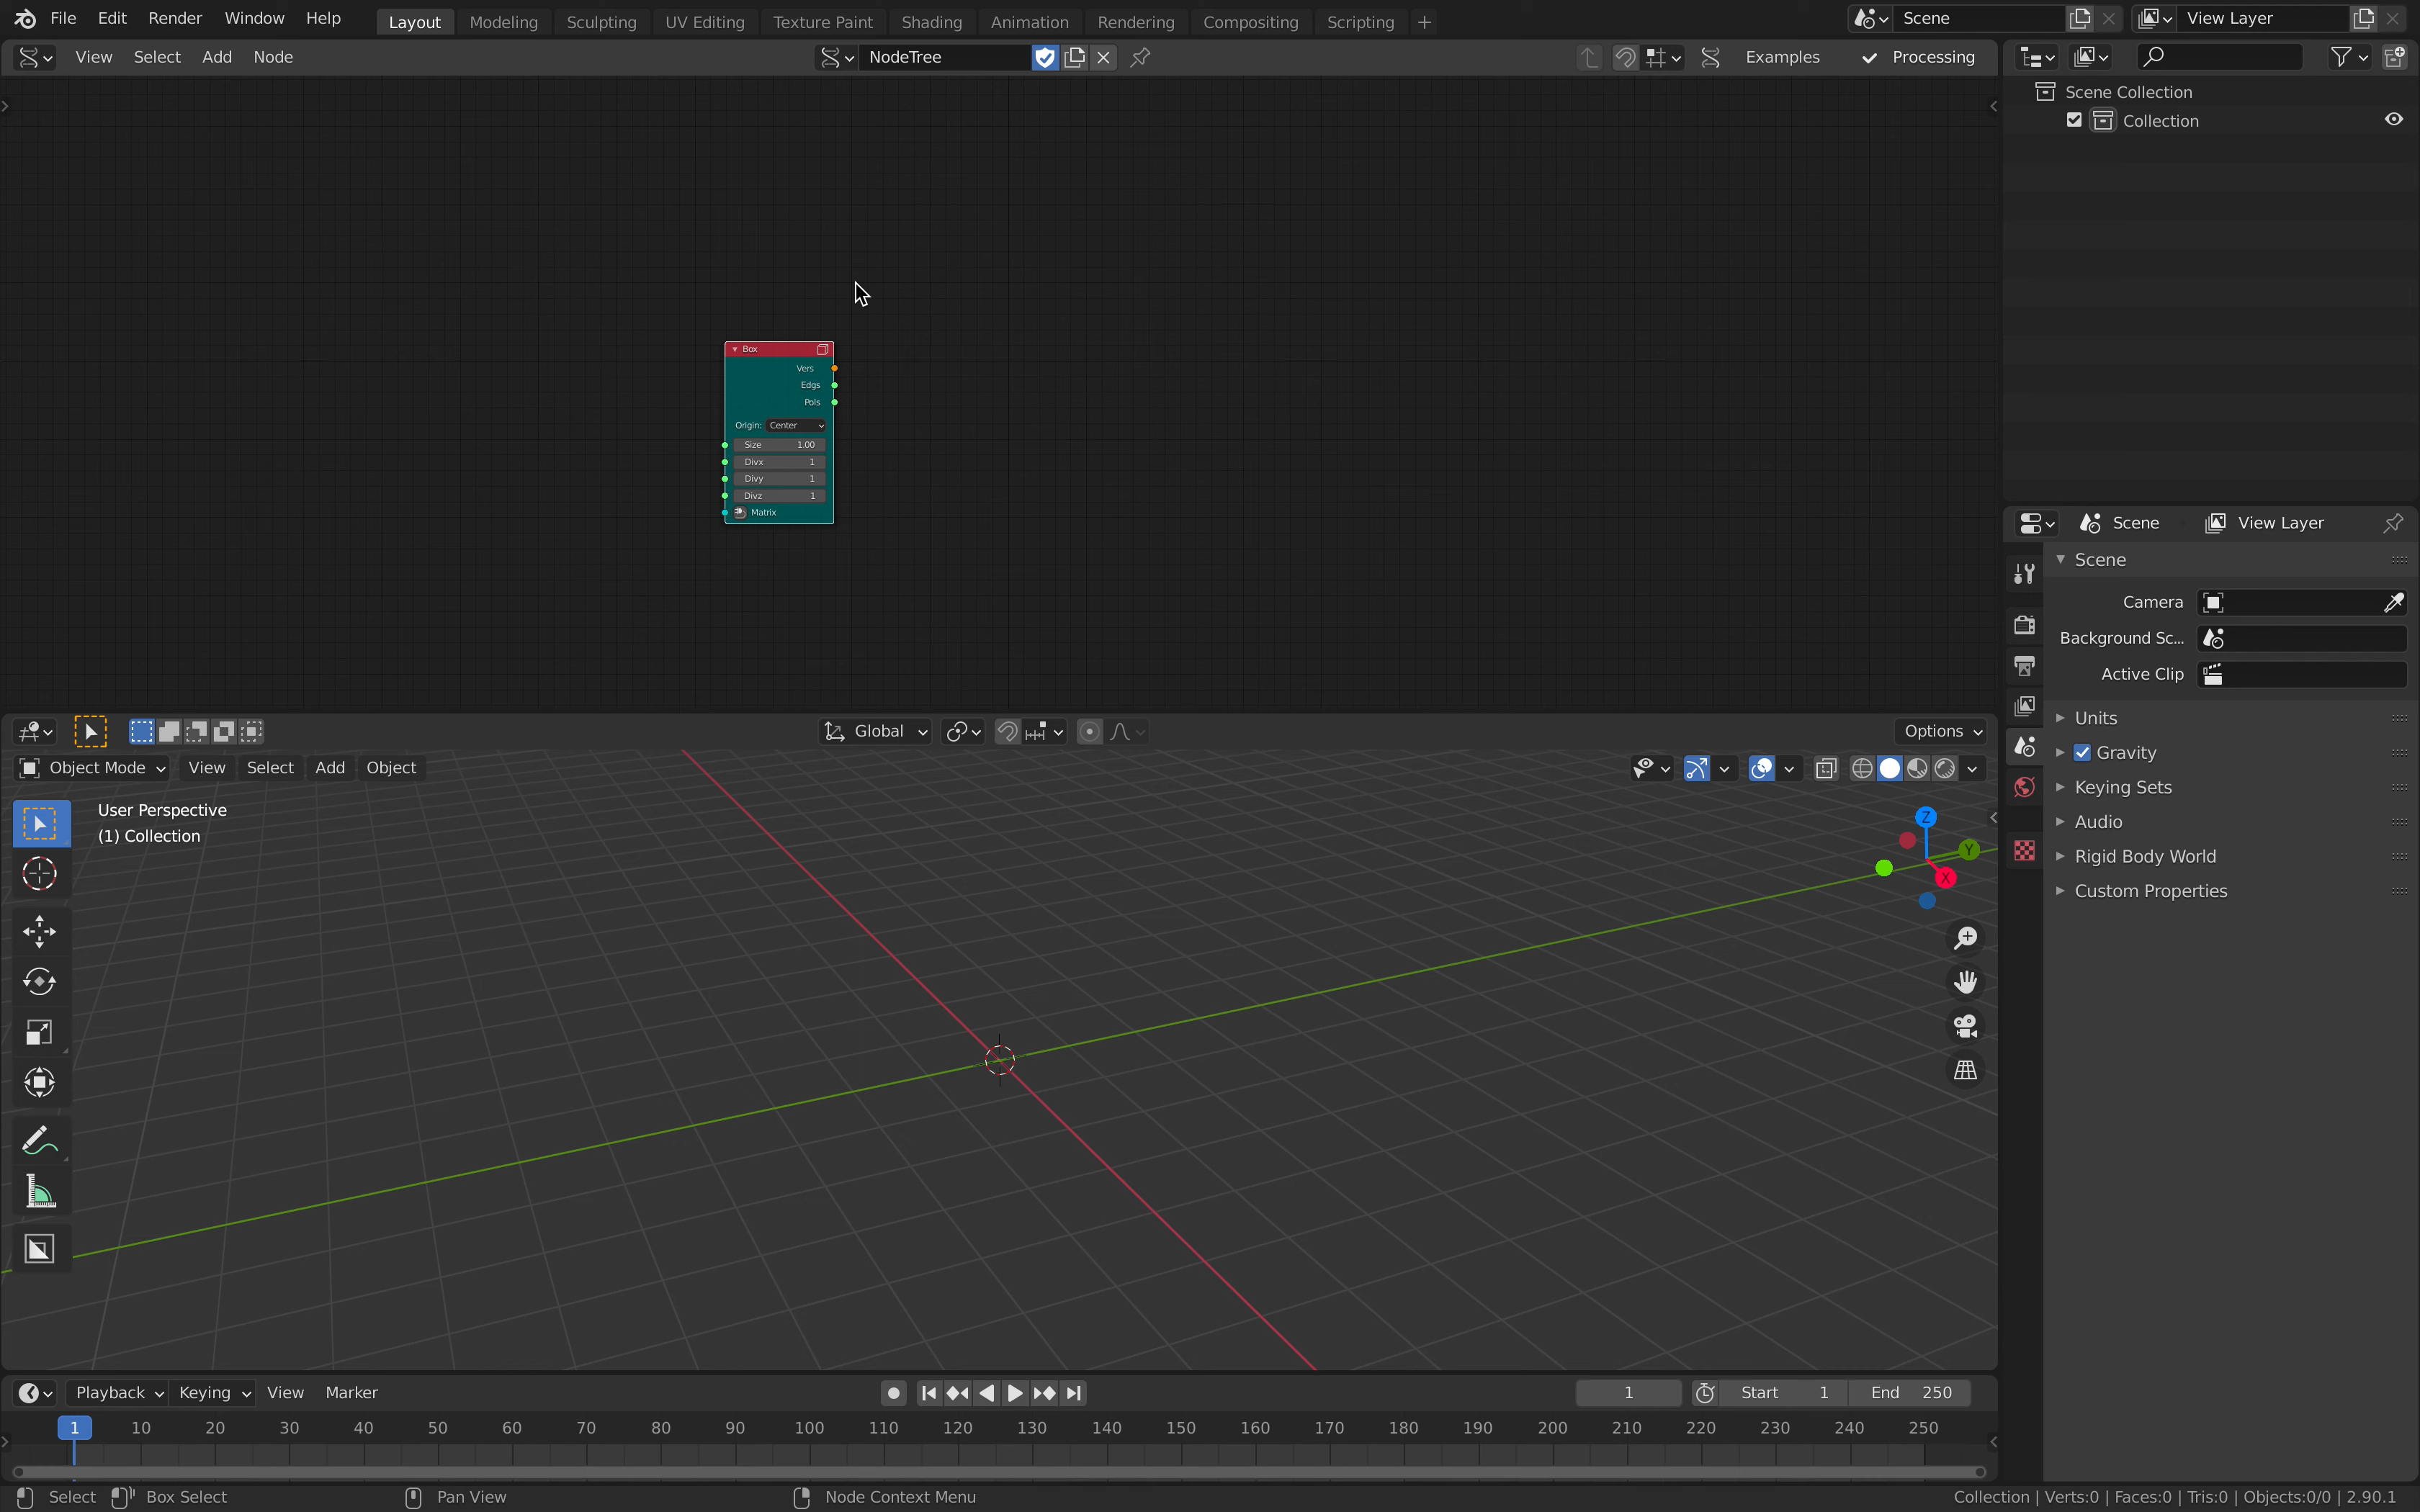 File Edit Render Window Help Layout Modeling Sculpting UV Editing Texture Paint Shading Animation Rendering Compositing Scripting + Scene View Layer
View Select Add Node NodeTree Examples Processing
Scene Collection
Collection
Box
Vers
Edgs
Pols
Origin: Center
Size 1.00
Divx 1
Divy 1
Divz 1
Matrix
Scene View Layer
Scene
Camera
Background Sc...
Active Clip
Units
Gravity
Keying Sets
Audio
Rigid Body World
Custom Properties
Global Options
Object Mode View Select Add Object
User Perspective
(1) Collection
Z
Y
X
Playback Keying View Marker 1 Start 1 End 250
1 10 20 30 40 50 60 70 80 90 100 110 120 130 140 150 160 170 180 190 200 210 220 230 240 250
Select Box Select Pan View Node Context Menu Collection | Verts:0 | Faces:0 | Tris:0 | Objects:0/0 | 2.90.1